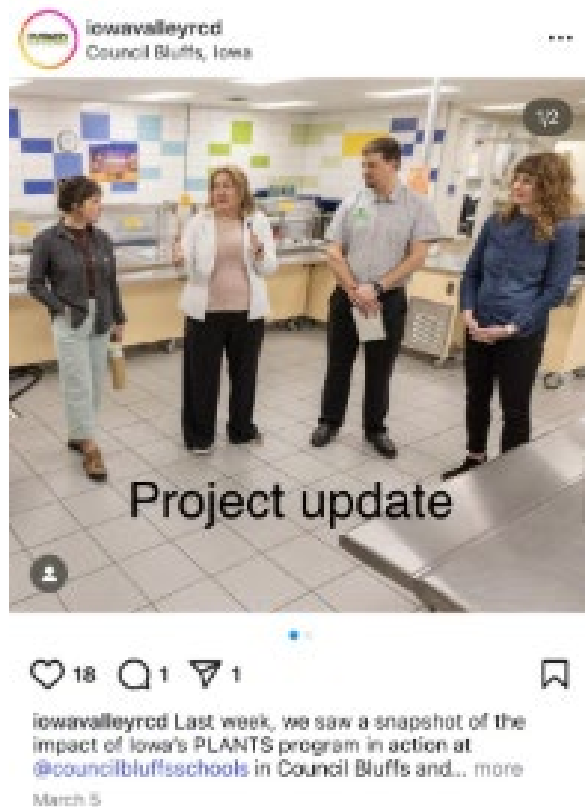 iowavalleyrcd
Council Bluffs, Iowa
1/2
Project update
18 1 1
iowavalleyrcd Last week, we saw a snapshot of the
impact of Iowa's PLANTS program in action at
@councilbluffsschools in Council Bluffs and... more
March 5